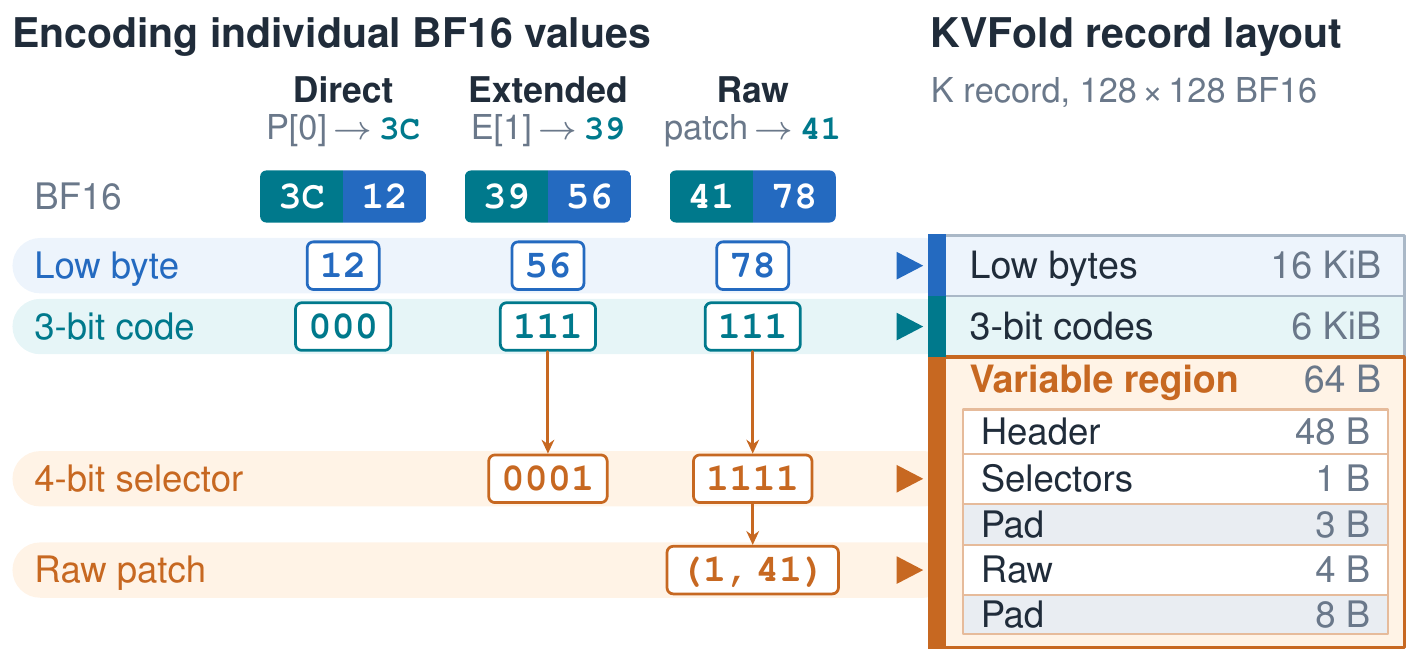 Encoding individual BF16 values
Direct Extended Raw
P[0] → 3C E[1] → 39 patch → 41
BF16 3C 12 39 56 41 78
Low byte 12 56 78
3-bit code 000 111 111
4-bit selector 0001 1111
Raw patch (1, 41)
KVFold record layout
K record, 128 × 128 BF16
Low bytes 16 KiB
3-bit codes 6 KiB
Variable region 64 B
Header 48 B
Selectors 1 B
Pad 3 B
Raw 4 B
Pad 8 B